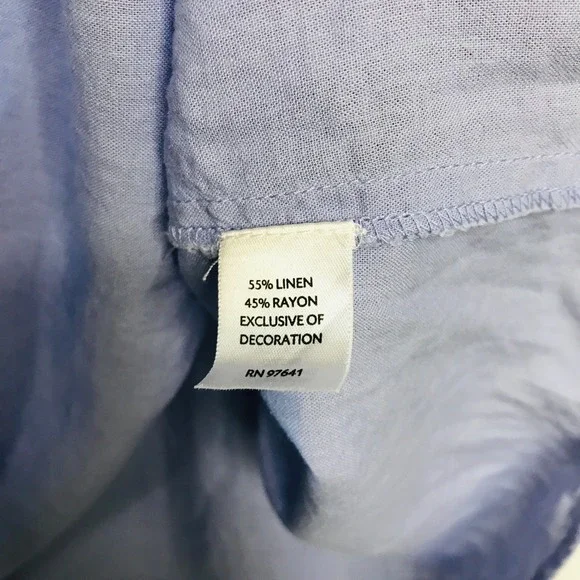 55% LINEN
45% RAYON
EXCLUSIVE OF
DECORATION
RN 97641